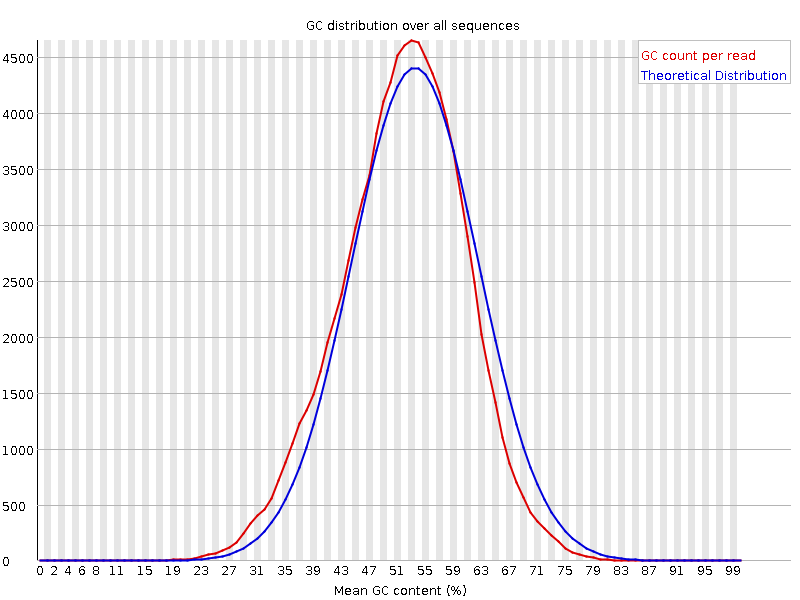 GC distribution over all sequences
GC count per read
Theoretical Distribution
4500
4000
3500
3000
2500
2000
1500
1000
500
0
0 2 4 6 8 11 15 19 23 27 31 35 39 43 47 51 55 59 63 67 71 75 79 83 87 91 95 99
Mean GC content (%)